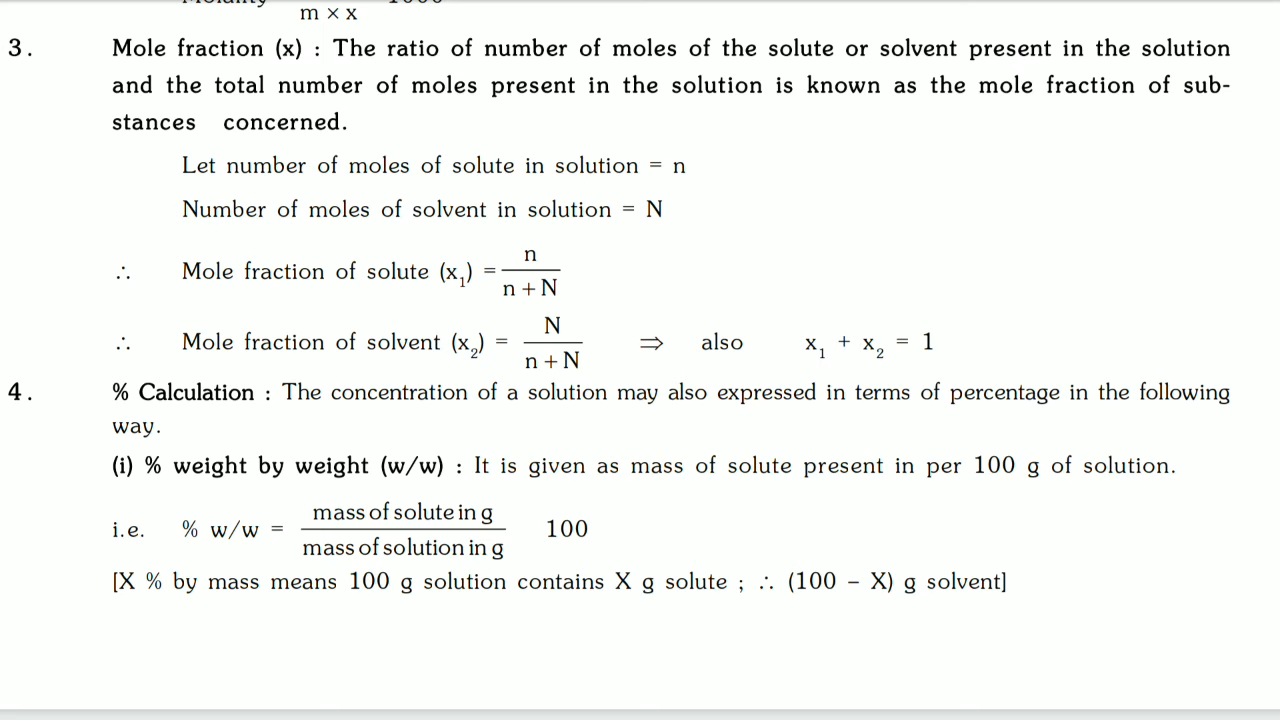 m × x
3. Mole fraction (x) : The ratio of number of moles of the solute or solvent present in the solution
and the total number of moles present in the solution is known as the mole fraction of sub-
stances concerned.
Let number of moles of solute in solution = n
Number of moles of solvent in solution = N
∴ Mole fraction of solute (x₁) = n / n + N
∴ Mole fraction of solvent (x₂) = N / n + N ⇒ also x₁ + x₂ = 1
4. % Calculation : The concentration of a solution may also expressed in terms of percentage in the following
way.
(i) % weight by weight (w/w) : It is given as mass of solute present in per 100 g of solution.
i.e. % w/w = mass of solute in g / mass of solution in g 100
[X % by mass means 100 g solution contains X g solute ; ∴ (100 – X) g solvent]